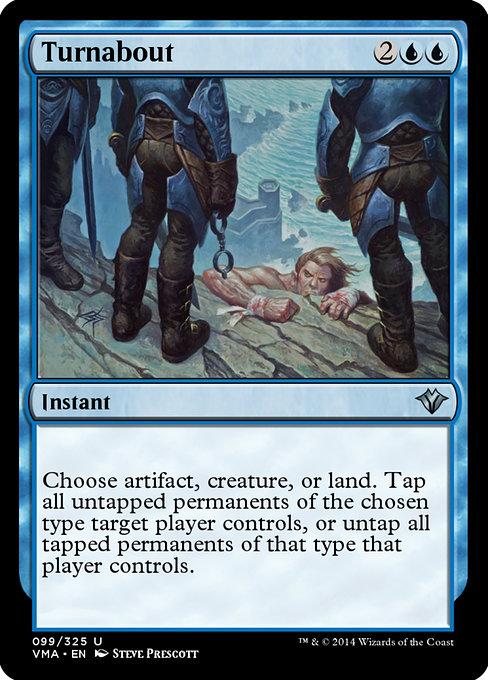 Turnabout 2
Instant
Choose artifact, creature, or land. Tap
all untapped permanents of the chosen
type target player controls, or untap all
tapped permanents of that type that
player controls.
099/325 U
VMA • EN Steve Prescott
™ & © 2014 Wizards of the Coast